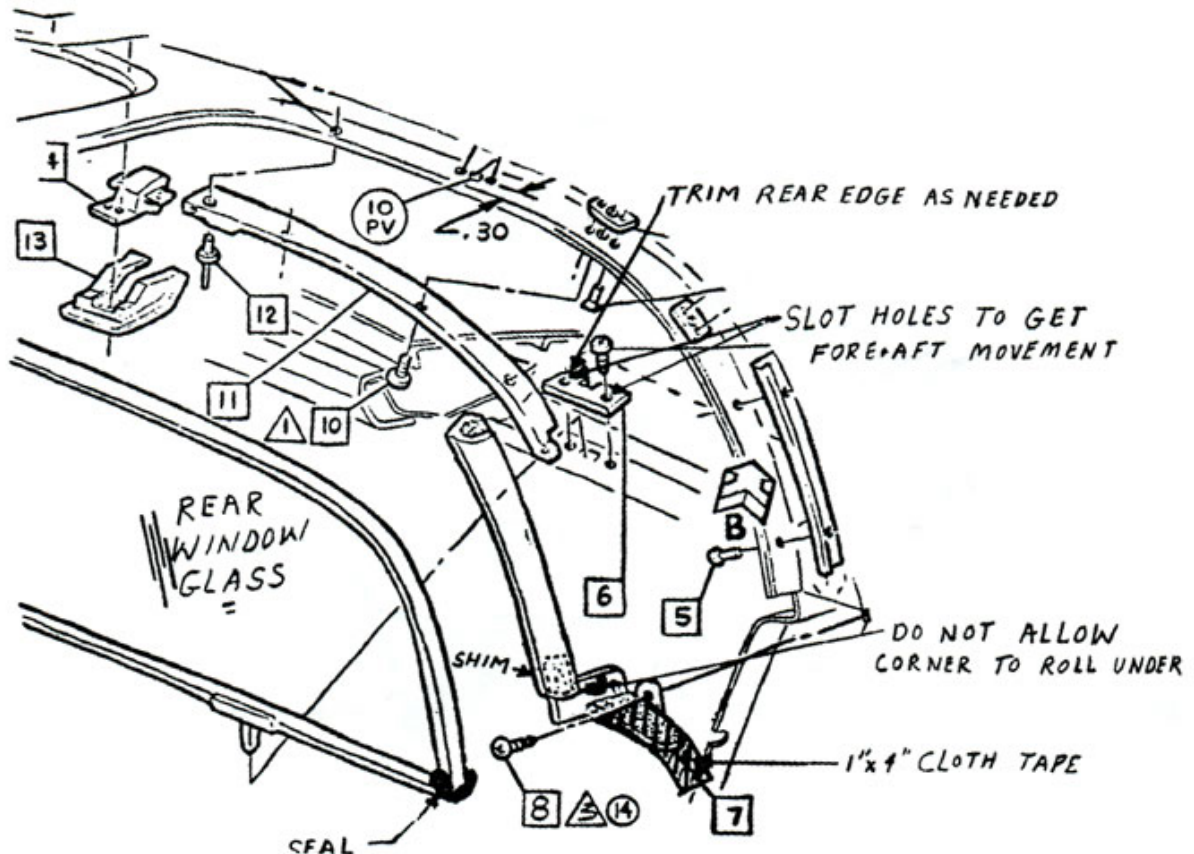 TRIM REAR EDGE AS NEEDED
4
10
PV
.30
13
12
SLOT HOLES TO GET
FORE+AFT MOVEMENT
11
1
10
REAR
WINDOW
GLASS
B
6
5
DO NOT ALLOW
CORNER TO ROLL UNDER
SHIM
1"x4" CLOTH TAPE
8
3
14
7
SEAL